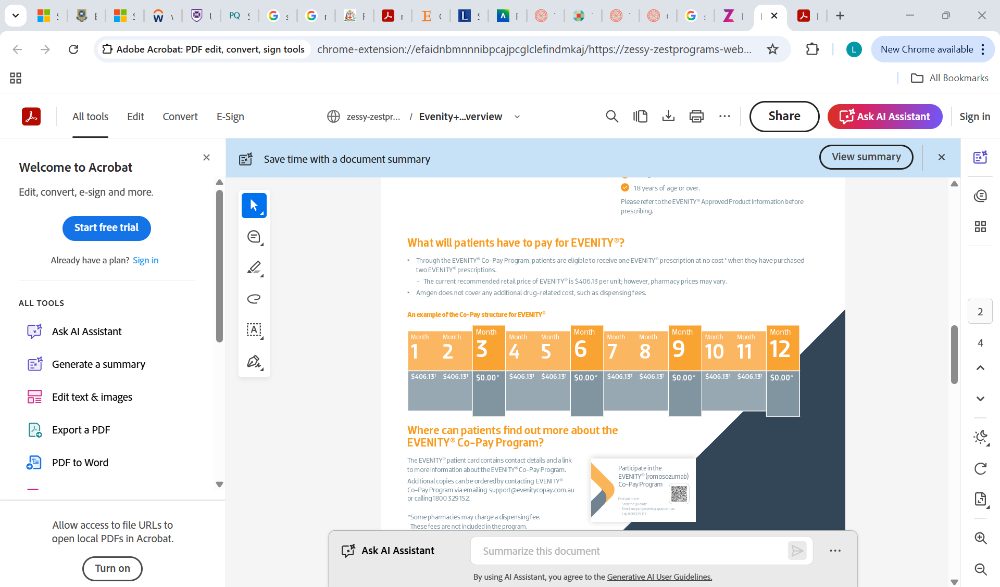 Adobe Acrobat: PDF edit, convert, sign tools
chrome-extension://efaidnbmnnnibpcajpcglclefindmkaj/https://zessy-zestprograms-web...
L
New Chrome available
All Bookmarks
All tools
Edit
Convert
E-Sign
zessy-zestpr... / Evenity+...verview
Share
Ask AI Assistant
Sign in
Welcome to Acrobat
Edit, convert, e-sign and more.
Start free trial
Already have a plan? Sign in
ALL TOOLS
Ask AI Assistant
Generate a summary
Edit text & images
Export a PDF
PDF to Word
Allow access to file URLs to
open local PDFs in Acrobat.
Turn on
Save time with a document summary
View summary
18 years of age or over.
Please refer to the EVENITY® Approved Product Information before
prescribing.
What will patients have to pay for EVENITY®?
• Through the EVENITY® Co-Pay Program, patients are eligible to receive one EVENITY® prescription at no cost* when they have purchased
two EVENITY® prescriptions.
– The current recommended retail price of EVENITY® is $406.13 per unit; however, pharmacy prices may vary.
• Amgen does not cover any additional drug-related cost, such as dispensing fees.
An example of the Co-Pay structure for EVENITY®
Month Month Month Month Month Month Month Month Month Month Month Month
1 2 3 4 5 6 7 8 9 10 11 12
$406.13† $406.13† $0.00* $406.13† $406.13† $0.00* $406.13† $406.13† $0.00* $406.13† $406.13† $0.00*
Where can patients find out more about the
EVENITY® Co-Pay Program?
The EVENITY® patient card contains contact details and a link
to more information about the EVENITY® Co-Pay Program.
Additional copies can be ordered by contacting EVENITY®
Co-Pay Program via emailing support@evenitycopay.com.au
or calling 1800 329 152.
*Some pharmacies may charge a dispensing fee.
These fees are not included in the program.
Participate in the
EVENITY® (romosozumab)
Co-Pay Program
Find out more:
• Scan the QR code
• Email support@evenitycopay.com.au
• Call 1800 329 152
2
4
Ask AI Assistant
Summarize this document
By using AI Assistant, you agree to the Generative AI User Guidelines.